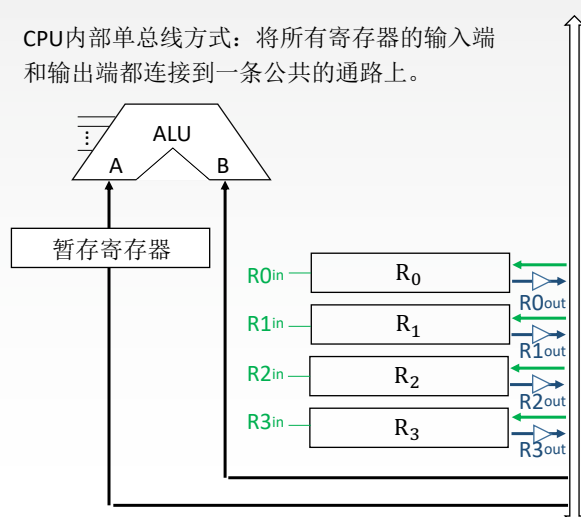 CPU内部单总线方式：将所有寄存器的输入端
和输出端都连接到一条公共的通路上。
ALU
A B
暂存寄存器
R0in R₀ R0out
R1in R₁ R1out
R2in R₂ R2out
R3in R₃ R3out